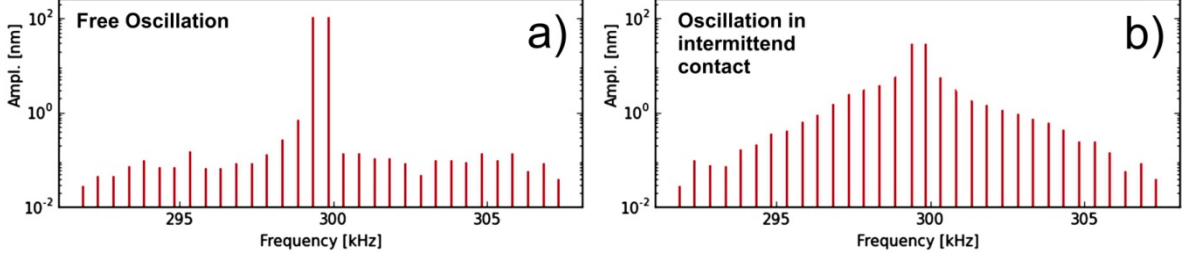 Free Oscillation
a)
10²
10⁰
10⁻²
Ampl. [nm]
295
300
305
Frequency [kHz]
Oscillation in
intermittend
contact
b)
10²
10⁰
10⁻²
Ampl. [nm]
295
300
305
Frequency [kHz]